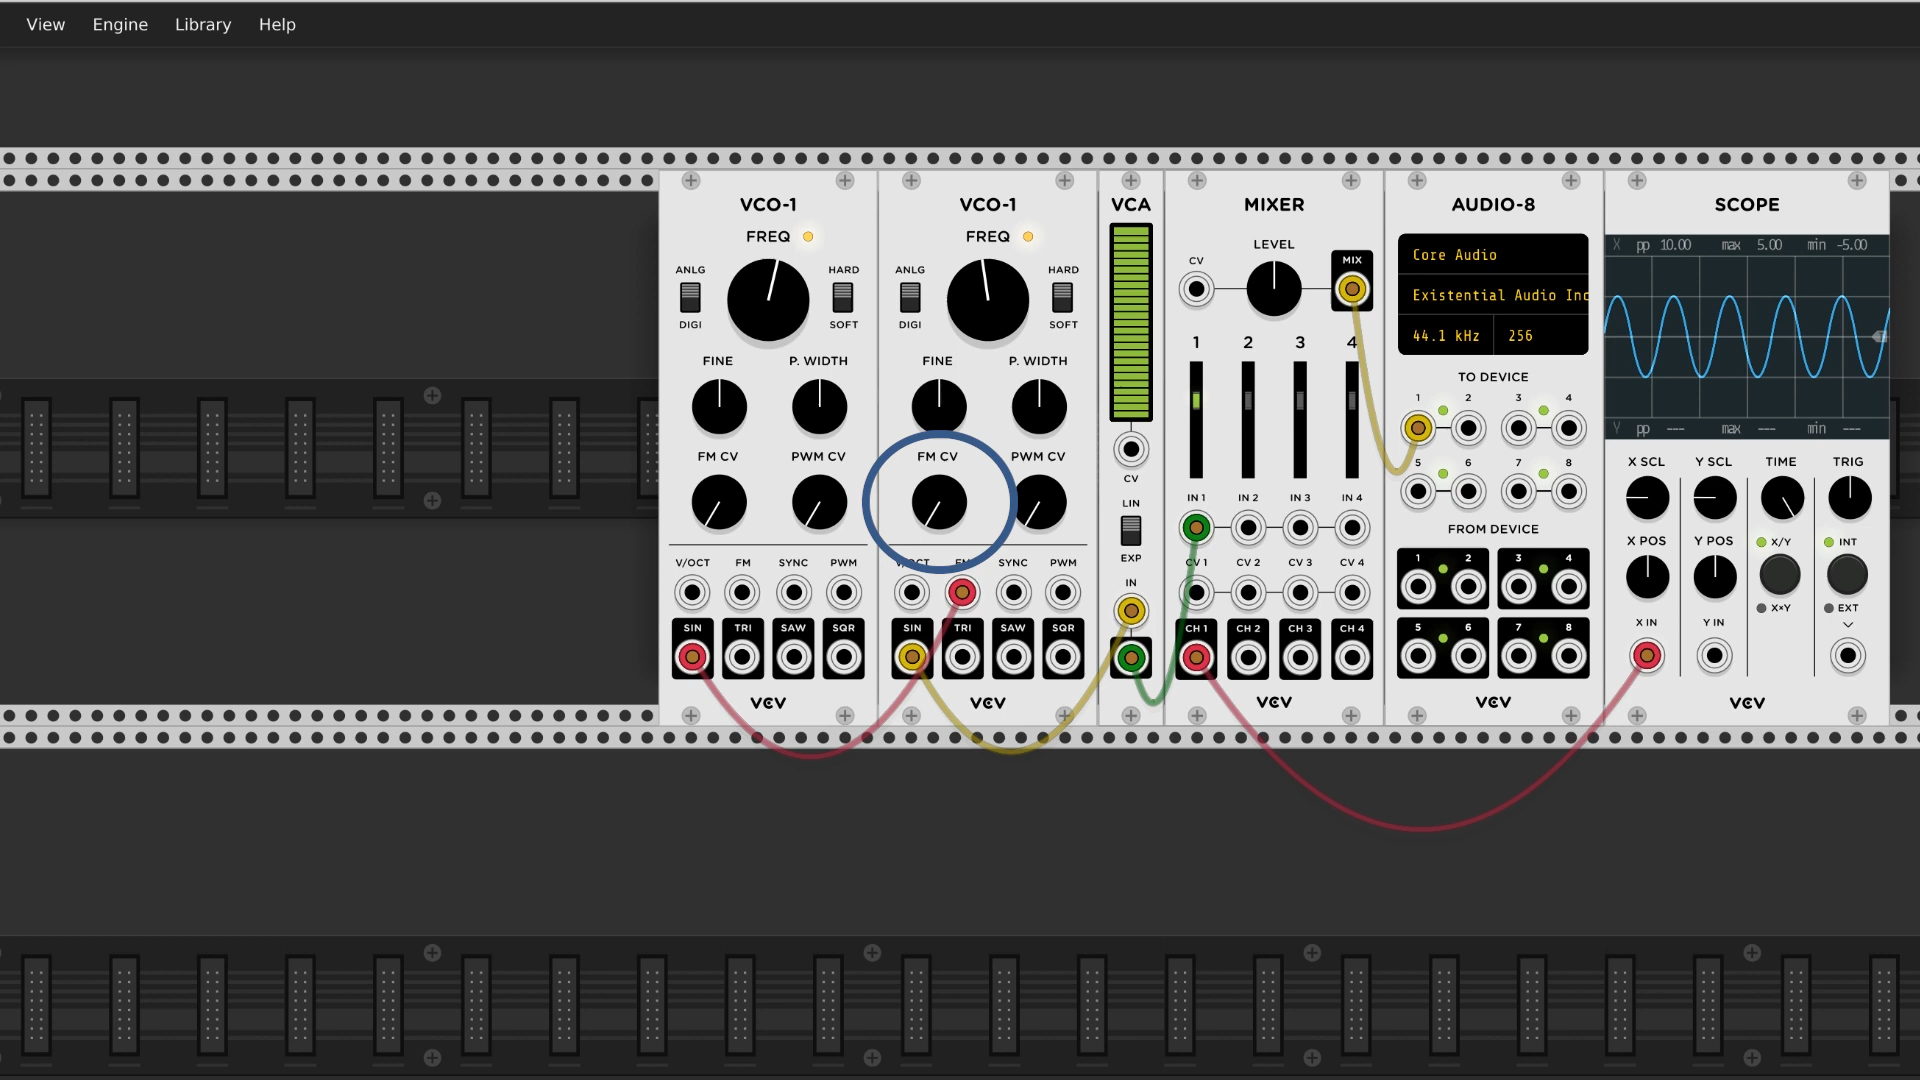 View Engine Library Help
VCO-1
FREQ
ANLG HARD
DIGI SOFT
FINE P. WIDTH
FM CV PWM CV
V/OCT FM SYNC PWM
SIN TRI SAW SQR
VCV
VCO-1
FREQ
ANLG HARD
DIGI SOFT
FINE P. WIDTH
FM CV PWM CV
V/OCT FM SYNC PWM
SIN TRI SAW SQR
VCV
VCA
CV
LIN
EXP
IN
MIXER
LEVEL
CV MIX
1 2 3 4
IN 1 IN 2 IN 3 IN 4
CV 1 CV 2 CV 3 CV 4
CH 1 CH 2 CH 3 CH 4
VCV
AUDIO-8
Core Audio
Existential Audio Inc
44.1 kHz 256
TO DEVICE
1 2 3 4
5 6 7 8
FROM DEVICE
1 2 3 4
5 6 7 8
VCV
SCOPE
X pp 10.00 max 5.00 min -5.00
T
Y pp --- max --- min ---
X SCL Y SCL TIME TRIG
X POS Y POS X/Y INT
X×Y EXT
X IN Y IN
VCV